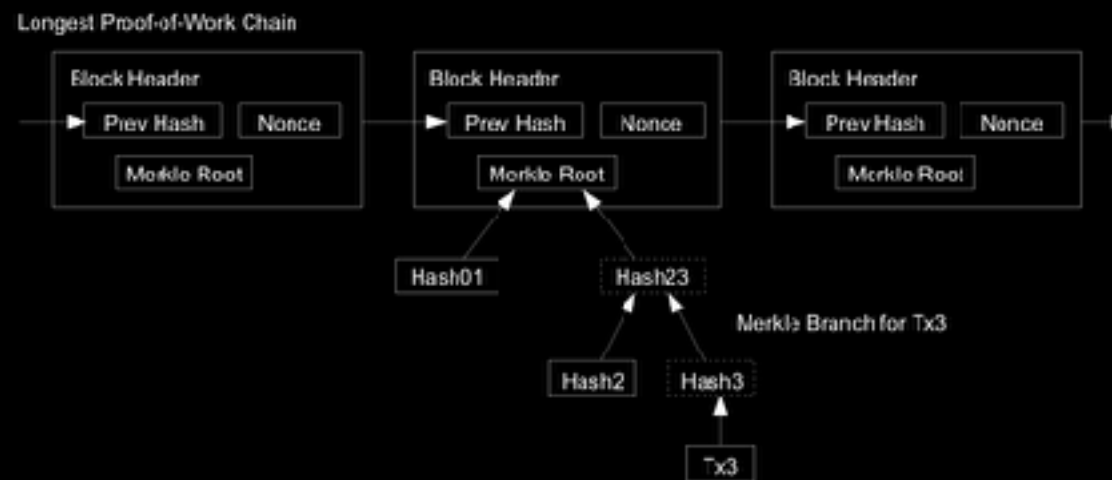 Longest Proof-of-Work Chain
Block Header Block Header Block Header
Prev Hash Nonce Prev Hash Nonce Prev Hash Nonce
Merkle Root Merkle Root Merkle Root
Hash01 Hash23
Merkle Branch for Tx3
Hash2 Hash3
Tx3